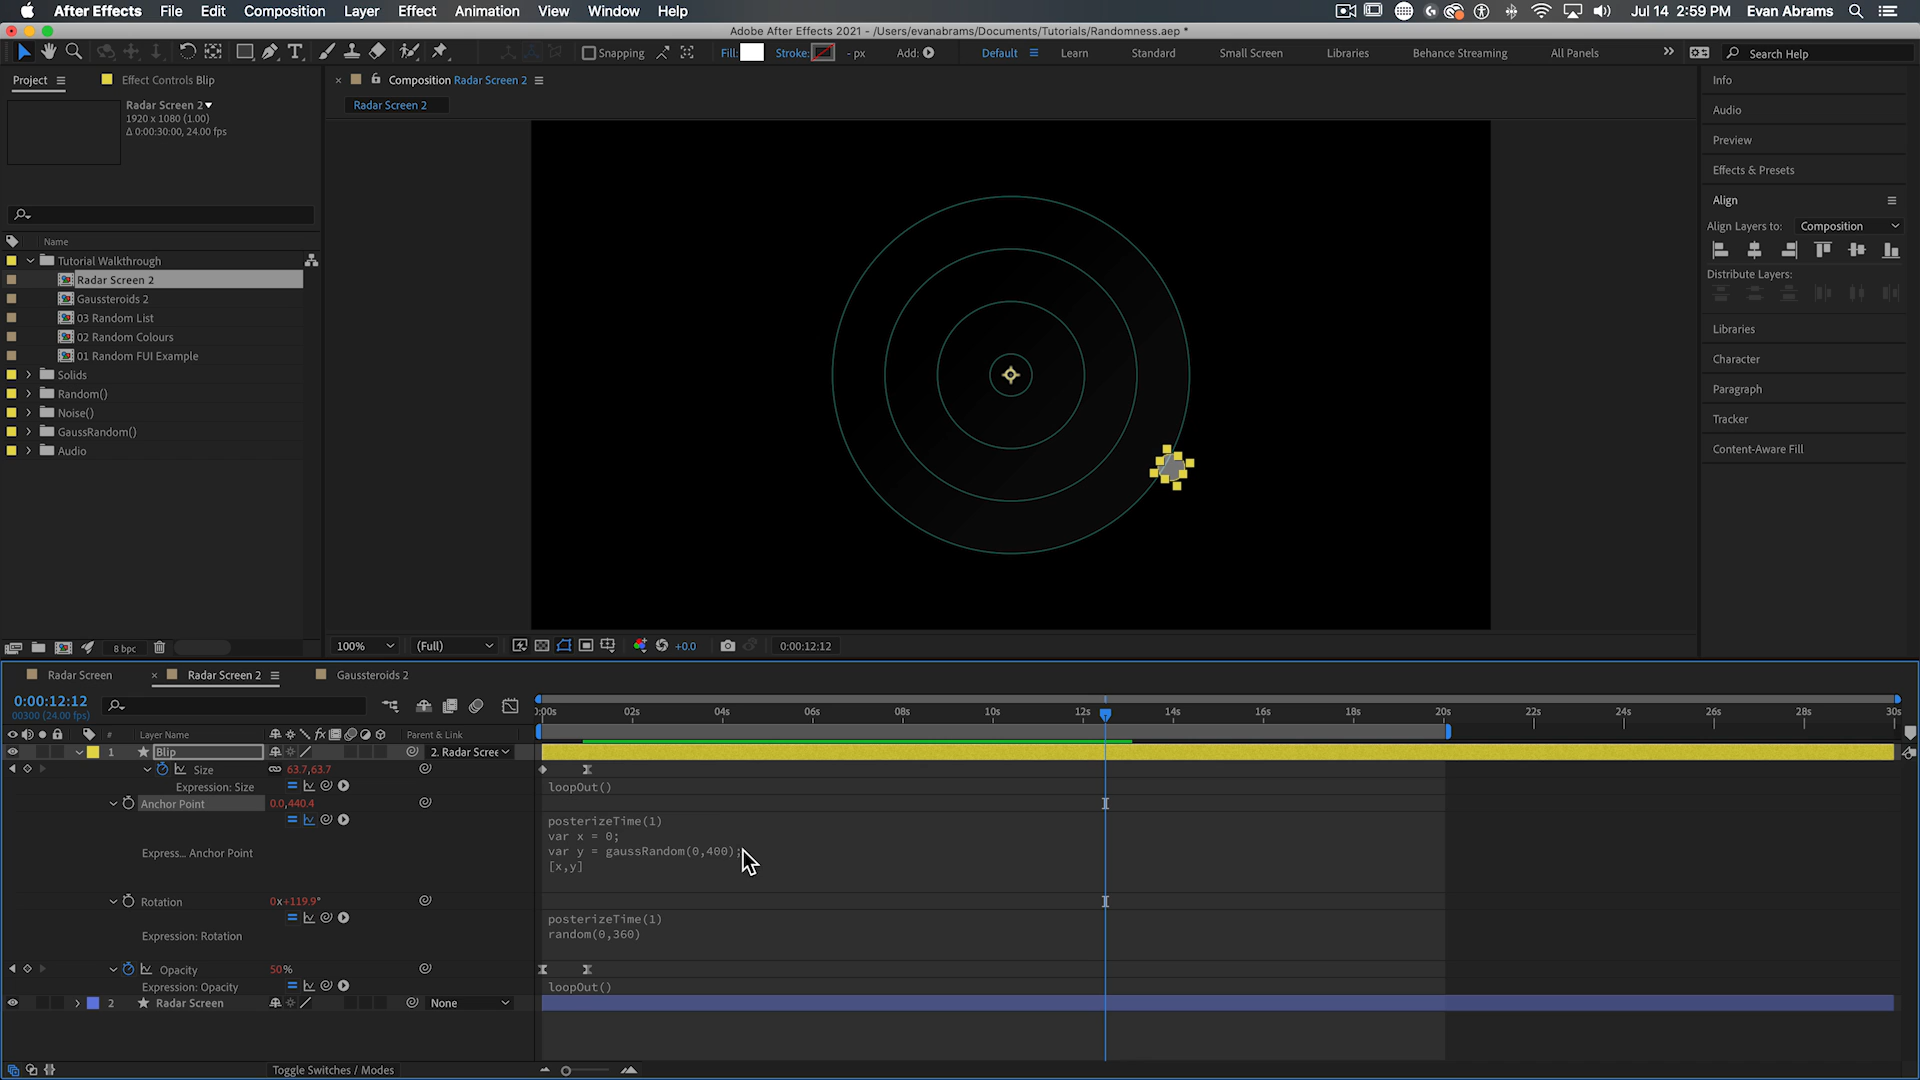 After Effects File Edit Composition Layer Effect Animation View Window Help
Jul 14 2:59 PM Evan Abrams
Adobe After Effects 2021 - /Users/evanabrams/Documents/Tutorials/Randomness.aep *
Snapping
Fill: Stroke: - px Add:
Default Learn Standard Small Screen Libraries Behance Streaming All Panels
Search Help
Project
Effect Controls Blip
Composition Radar Screen 2
Radar Screen 2
Radar Screen 2
1920 x 1080 (1.00)
Δ 0:00:30:00, 24.00 fps
Name
Tutorial Walkthrough
Radar Screen 2
Gaussteroids 2
03 Random List
02 Random Colours
01 Random FUI Example
Solids
Random()
Noise()
GaussRandom()
Audio
8 bpc
Info
Audio
Preview
Effects & Presets
Align
Align Layers to: Composition
Distribute Layers:
Libraries
Character
Paragraph
Tracker
Content-Aware Fill
100% (Full) +0.0 0:00:12:12
Radar Screen
Radar Screen 2
Gaussteroids 2
0:00:12:12
00300 (24.00 fps)
:00s 02s 04s 06s 08s 10s 12s 14s 16s 18s 20s 22s 24s 26s 28s 30s
# Layer Name fx Parent & Link
1 Blip 2. Radar Scree
Size 63.7,63.7
Expression: Size
loopOut()
Anchor Point 0.0,440.4
Express... Anchor Point
posterizeTime(1)
var x = 0;
var y = gaussRandom(0,400);
[x,y]
Rotation 0x+119.9°
Expression: Rotation
posterizeTime(1)
random(0,360)
Opacity 50%
Expression: Opacity
loopOut()
2 Radar Screen None
Toggle Switches / Modes